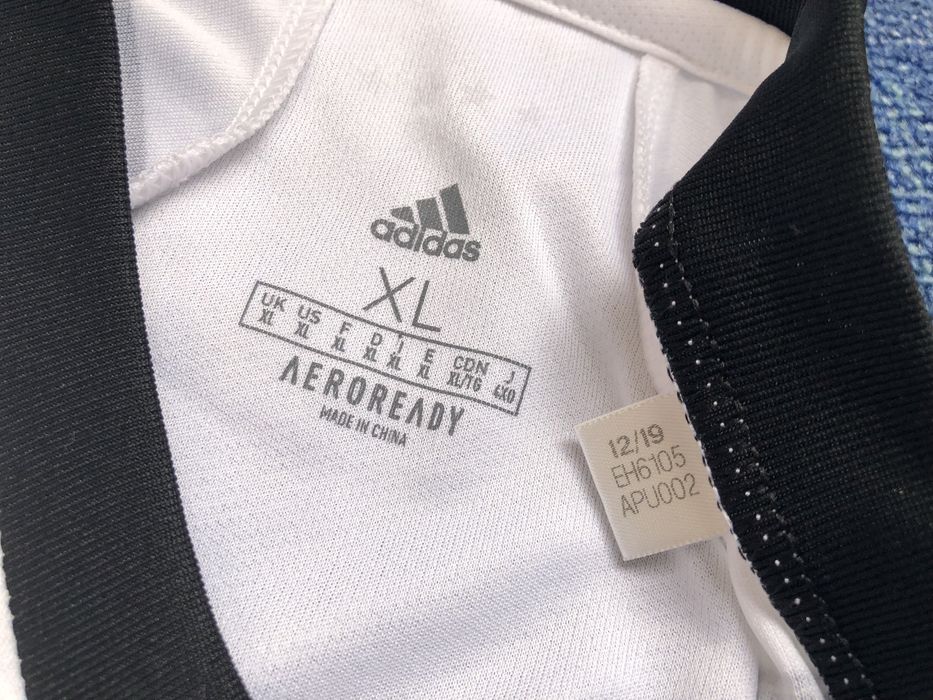 adidas
XL
UK US F D I E CDN J
XL XL XL XL XL XL XL/TG 4XO
AEROREADY
MADE IN CHINA
12/19
EH6105
APU002